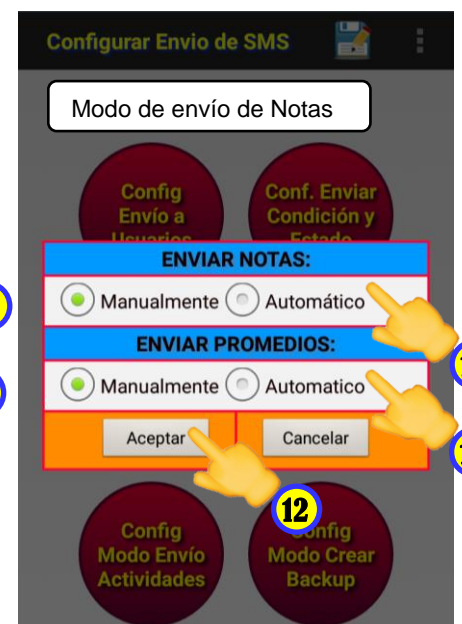 Configurar Envio de SMS
Modo de envío de Notas
Config
Envío a
Usuarios
Conf. Enviar
Condición y
Estado
ENVIAR NOTAS:
Manualmente Automático
ENVIAR PROMEDIOS:
Manualmente Automatico
Aceptar Cancelar
12
Config
Modo Envío
Actividades
Config
Modo Crear
Backup